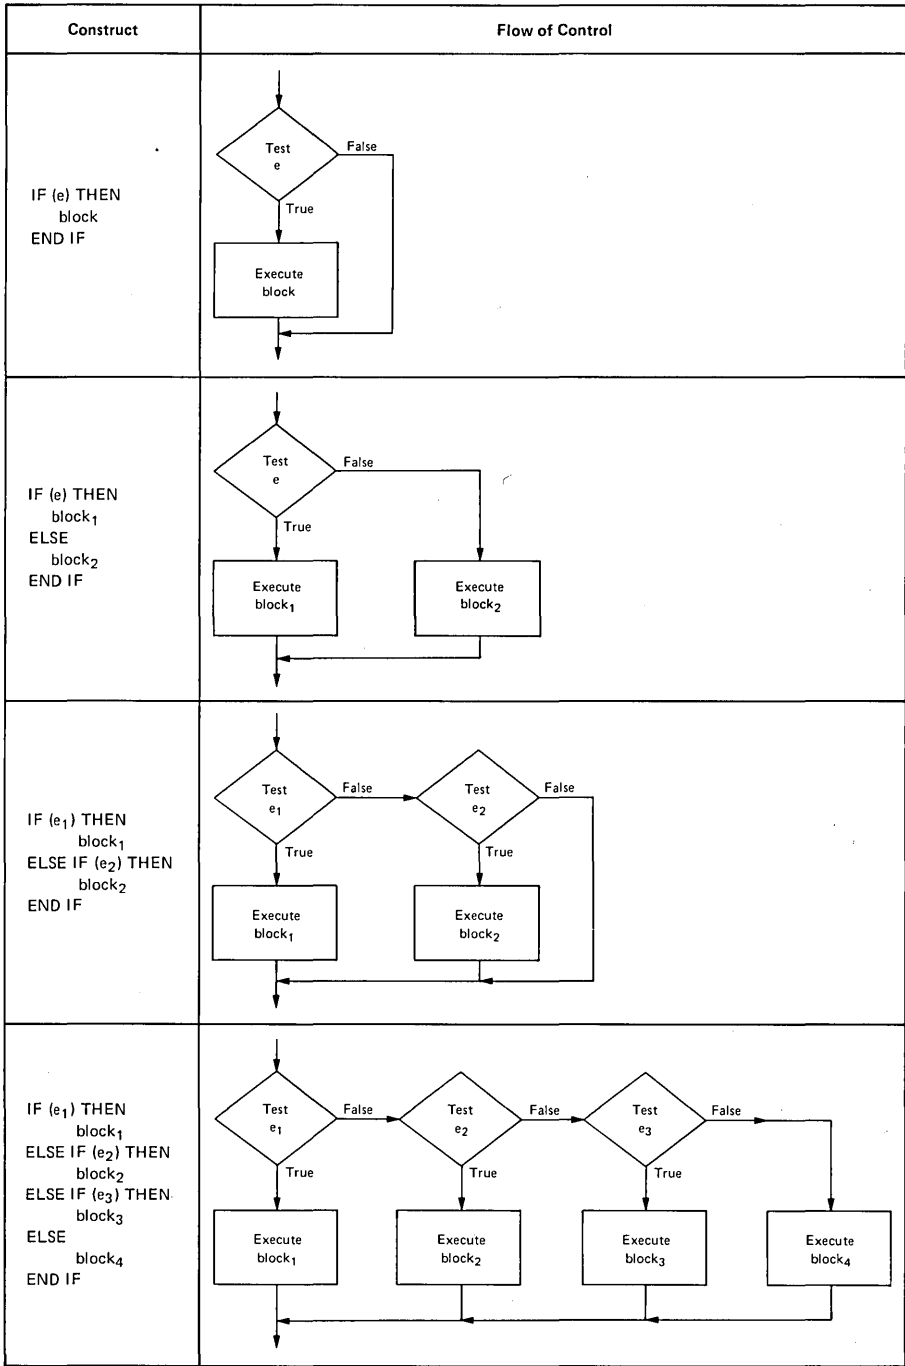 Construct
Flow of Control
IF (e) THEN
block
END IF
Test
e
False
True
Execute
block
IF (e) THEN
block₁
ELSE
block₂
END IF
Test
e
False
True
Execute
block₁
Execute
block₂
IF (e₁) THEN
block₁
ELSE IF (e₂) THEN
block₂
END IF
Test
e₁
False
Test
e₂
False
True
True
Execute
block₁
Execute
block₂
IF (e₁) THEN
block₁
ELSE IF (e₂) THEN
block₂
ELSE IF (e₃) THEN
block₃
ELSE
block₄
END IF
Test
e₁
False
Test
e₂
False
Test
e₃
False
True
True
True
Execute
block₁
Execute
block₂
Execute
block₃
Execute
block₄